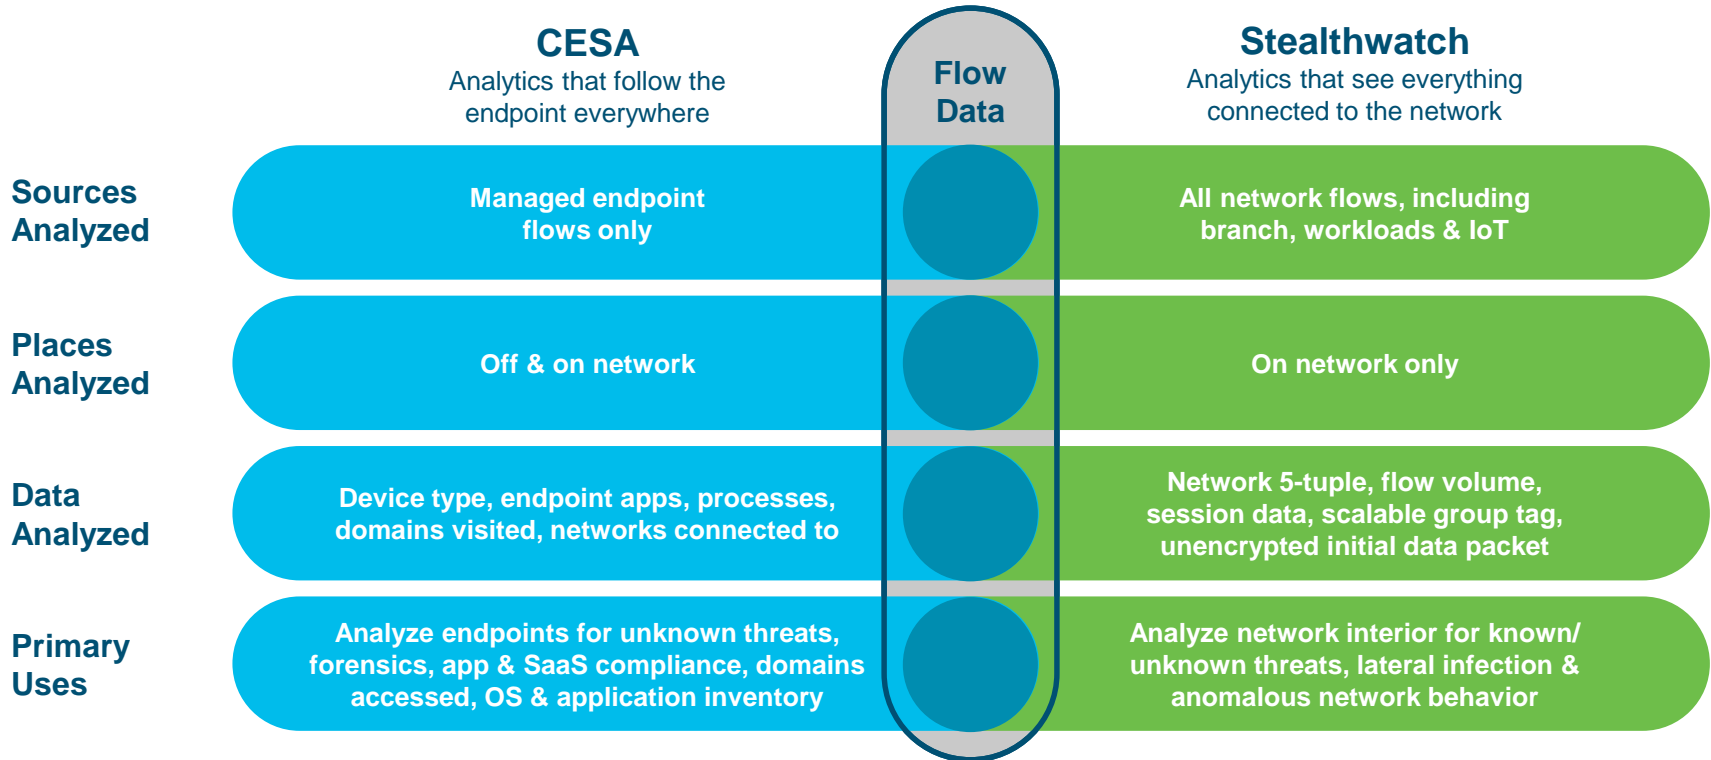 CESA
Analytics that follow the
endpoint everywhere
Flow
Data
Stealthwatch
Analytics that see everything
connected to the network
Sources
Analyzed
Managed endpoint
flows only
All network flows, including
branch, workloads & IoT
Places
Analyzed
Off & on network
On network only
Data
Analyzed
Device type, endpoint apps, processes,
domains visited, networks connected to
Network 5-tuple, flow volume,
session data, scalable group tag,
unencrypted initial data packet
Primary
Uses
Analyze endpoints for unknown threats,
forensics, app & SaaS compliance, domains
accessed, OS & application inventory
Analyze network interior for known/
unknown threats, lateral infection &
anomalous network behavior